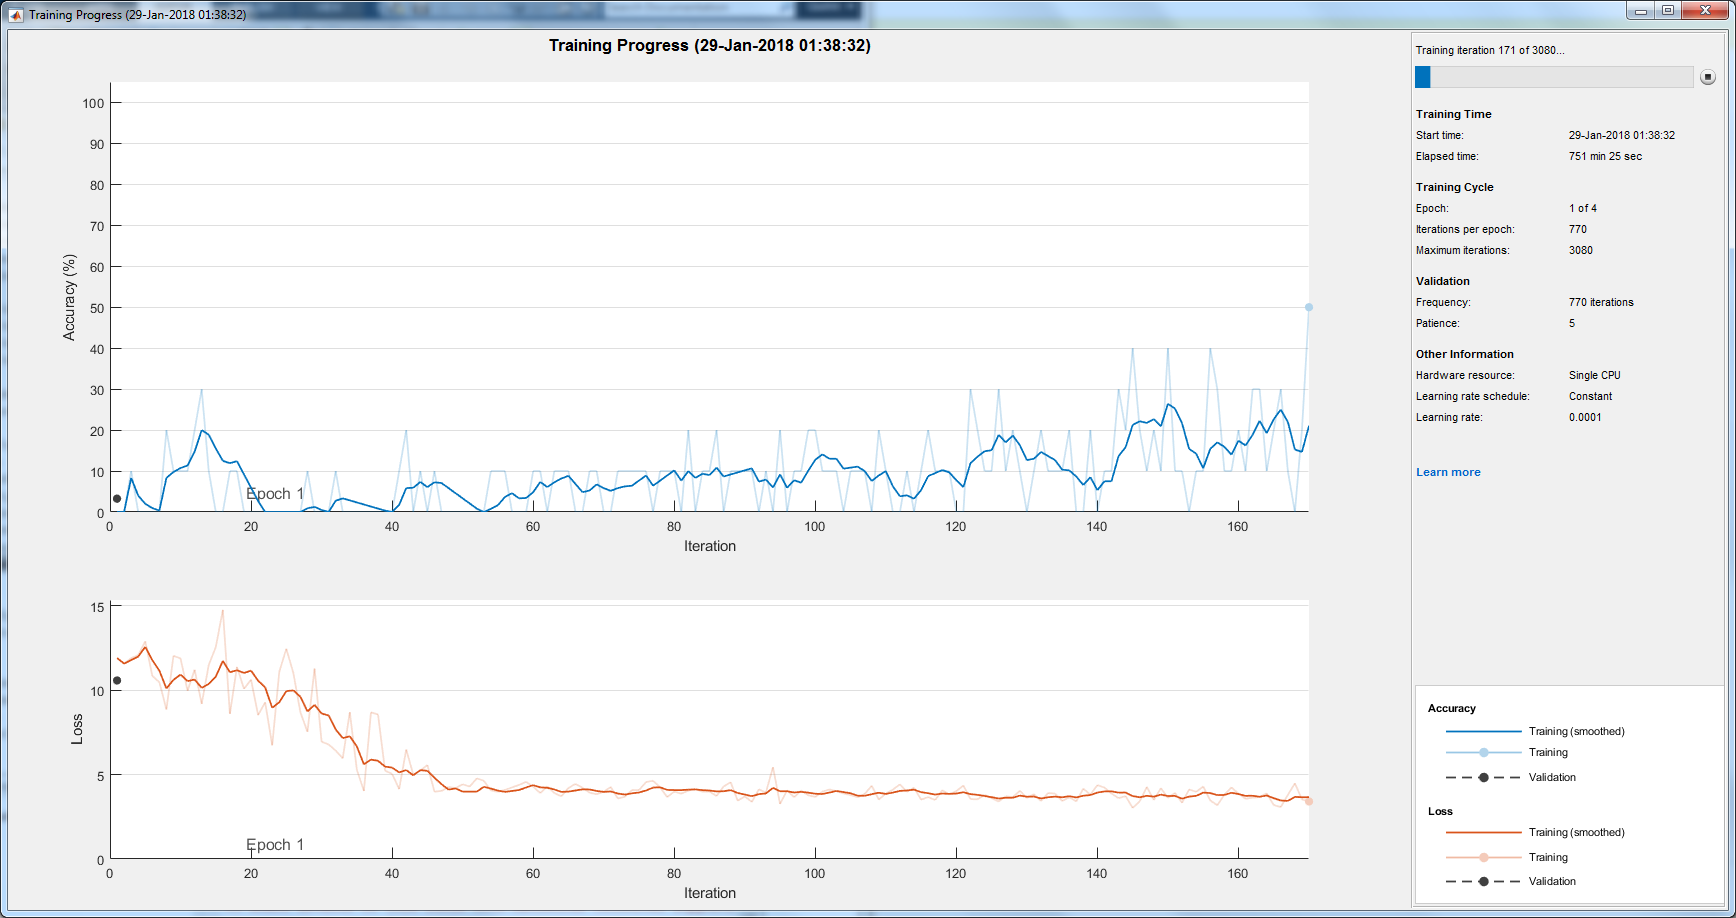 Training Progress (29-Jan-2018 01:38:32)
Training Progress (29-Jan-2018 01:38:32)
100
90
80
70
60
50
40
30
20
10
0
Accuracy (%)
Epoch 1
0 20 40 60 80 100 120 140 160
Iteration
15
10
5
0
Loss
Epoch 1
0 20 40 60 80 100 120 140 160
Iteration
Training iteration 171 of 3080...
Training Time
Start time: 29-Jan-2018 01:38:32
Elapsed time: 751 min 25 sec
Training Cycle
Epoch: 1 of 4
Iterations per epoch: 770
Maximum iterations: 3080
Validation
Frequency: 770 iterations
Patience: 5
Other Information
Hardware resource: Single CPU
Learning rate schedule: Constant
Learning rate: 0.0001
Learn more
Accuracy
Training (smoothed)
Training
Validation
Loss
Training (smoothed)
Training
Validation